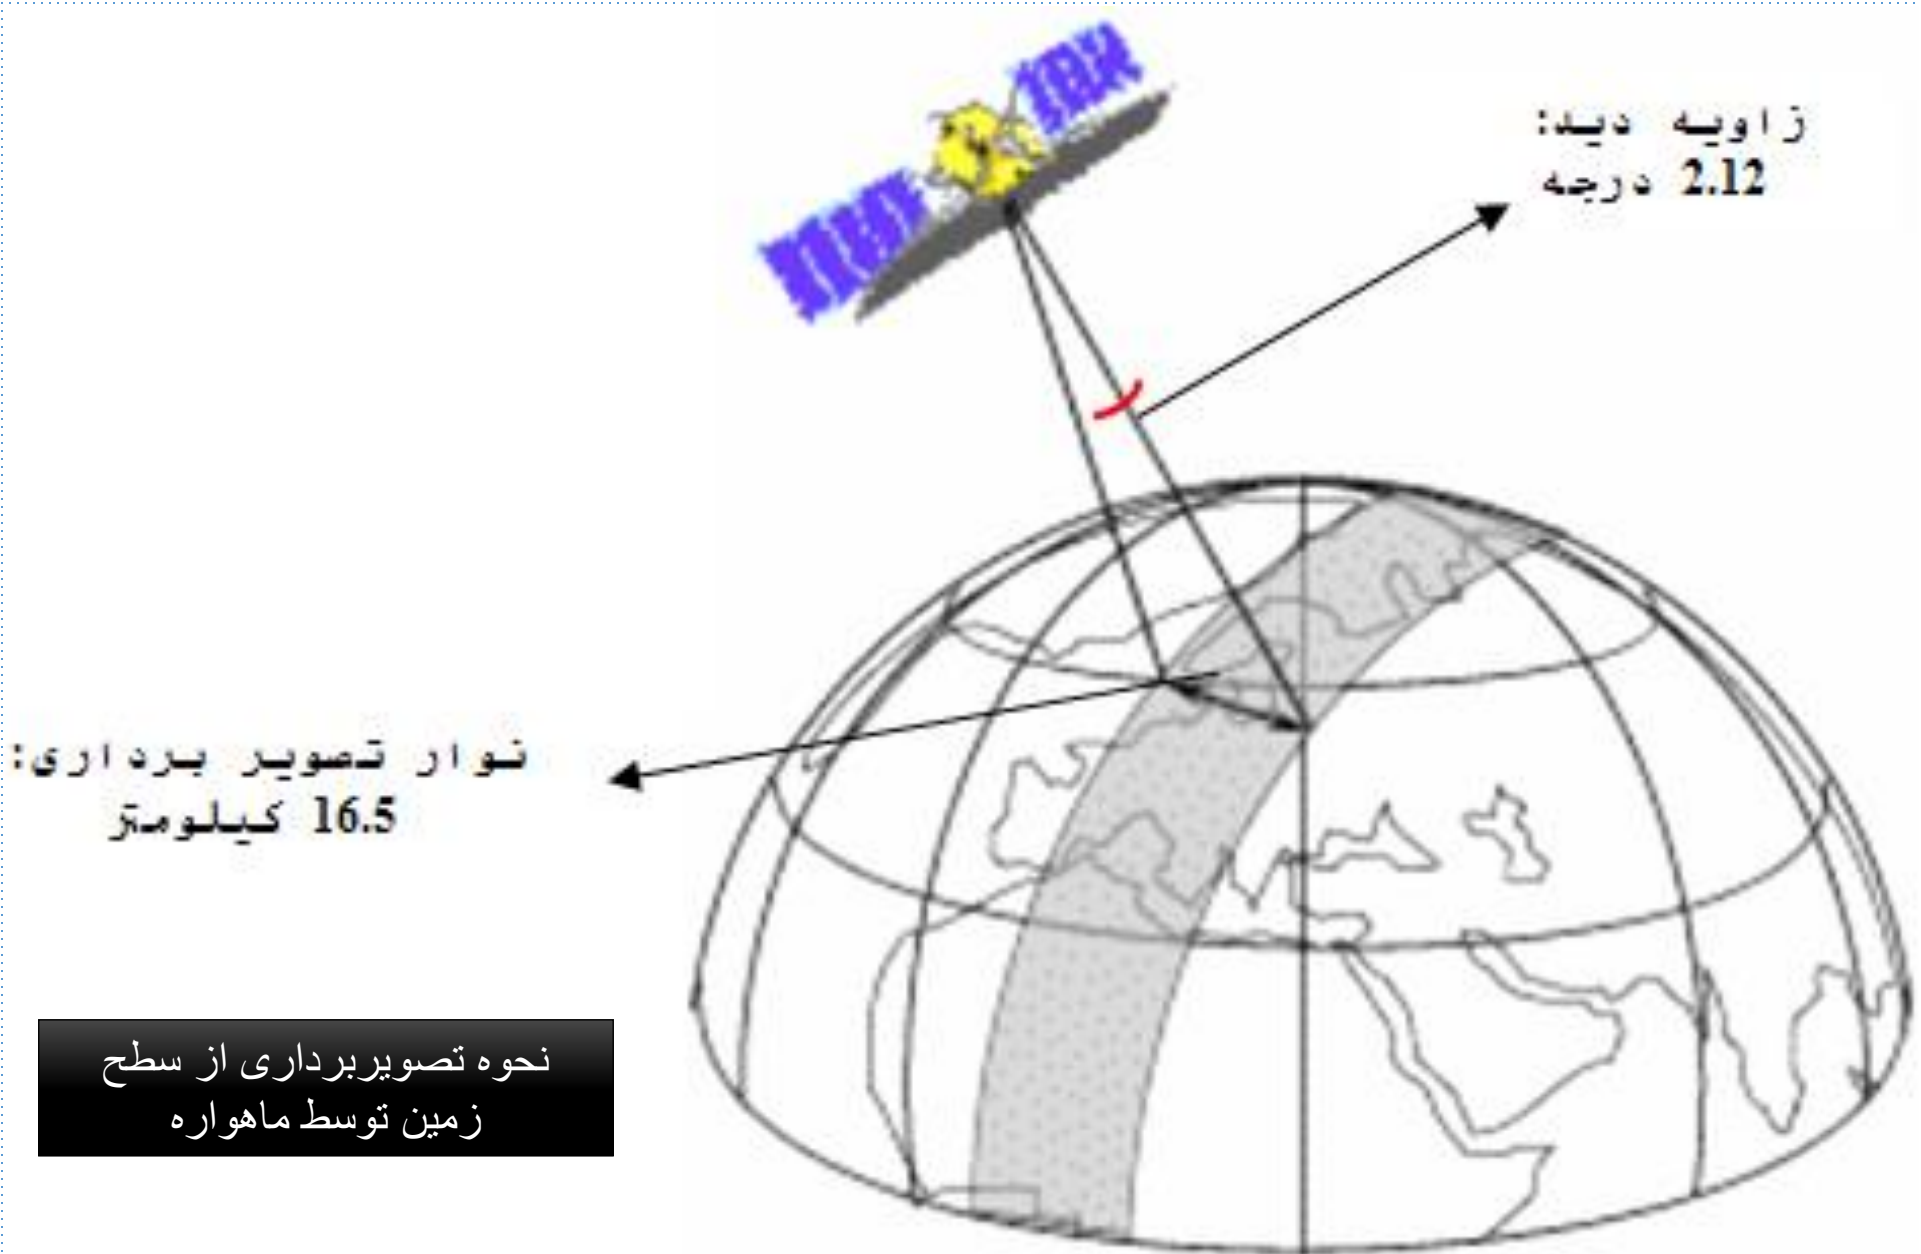 زاویه دید:
2.12 درجه
نوار تصویر برداری:
16.5 کیلومتر
نحوه تصویربرداری از سطح
زمین توسط ماهواره